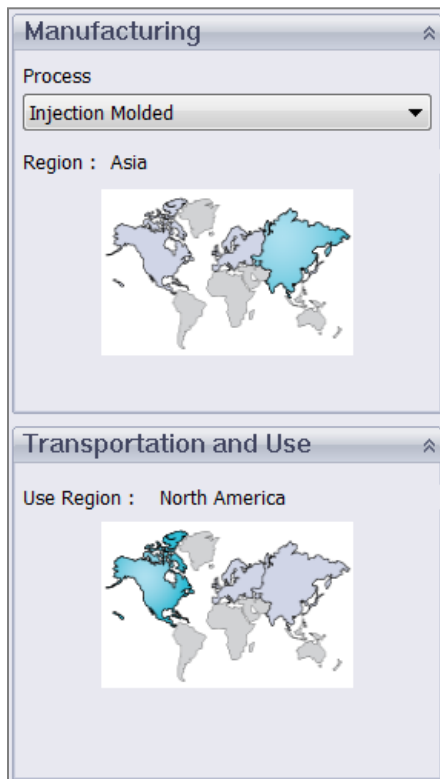 Manufacturing
Process
Injection Molded
Region : Asia
Transportation and Use
Use Region : North America